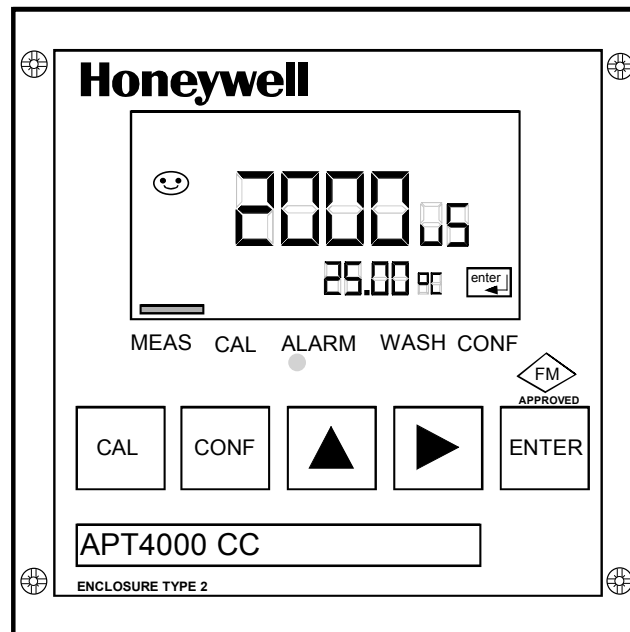 Honeywell
2000 uS
25.00 ºC
enter
MEAS CAL ALARM WASH CONF
FM
APPROVED
CAL CONF ENTER
APT4000 CC
ENCLOSURE TYPE 2